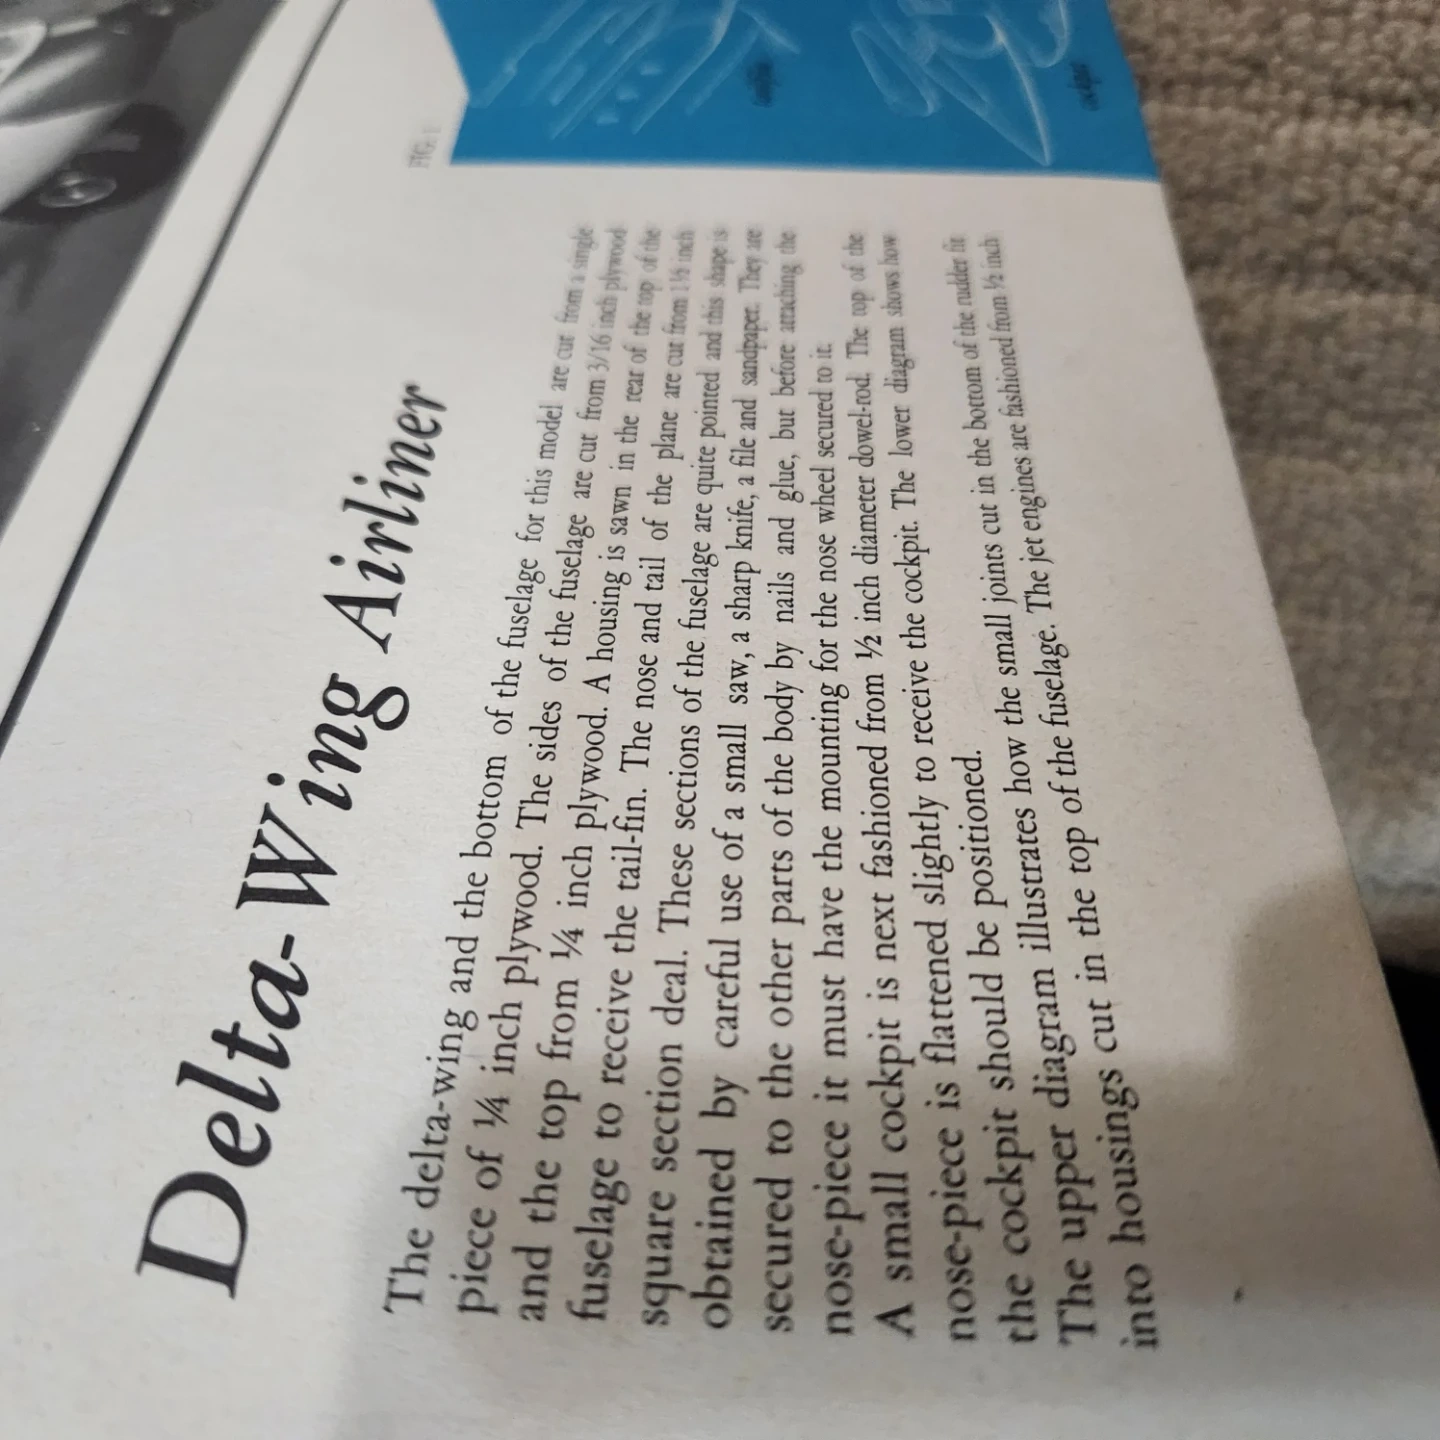 Delta-Wing Airliner
The delta-wing and the bottom of the fuselage for this model are cut from a single
piece of ¼ inch plywood. The sides of the fuselage are cut from 3/16 inch plywood
and the top from ¼ inch plywood. A housing is sawn in the rear of the top of the
fuselage to receive the tail-fin. The nose and tail of the plane are cut from 1½ inch
square section deal. These sections of the fuselage are quite pointed and this shape is
obtained by careful use of a small saw, a sharp knife, a file and sandpaper. They are
secured to the other parts of the body by nails and glue, but before attaching the
nose-piece it must have the mounting for the nose wheel secured to it.
A small cockpit is next fashioned from ½ inch diameter dowel-rod. The top of the
nose-piece is flattened slightly to receive the cockpit. The lower diagram shows how
the cockpit should be positioned.
The upper diagram illustrates how the small joints cut in the bottom of the rudder fit
into housings cut in the top of the fuselage. The jet engines are fashioned from ½ inch
FIG. 1
cockpit